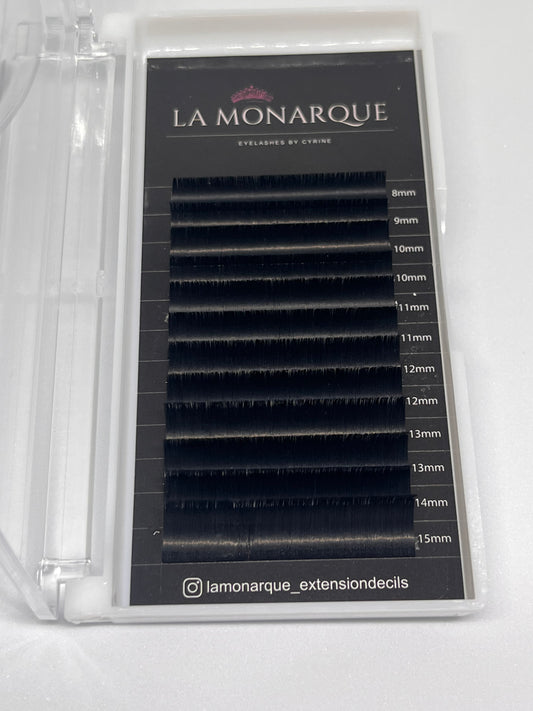 LA MONARQUE
EYELASHES BY CYRINE
8mm
9mm
10mm
10mm
11mm
11mm
12mm
12mm
13mm
13mm
14mm
15mm
lamonarque_extensiondecils